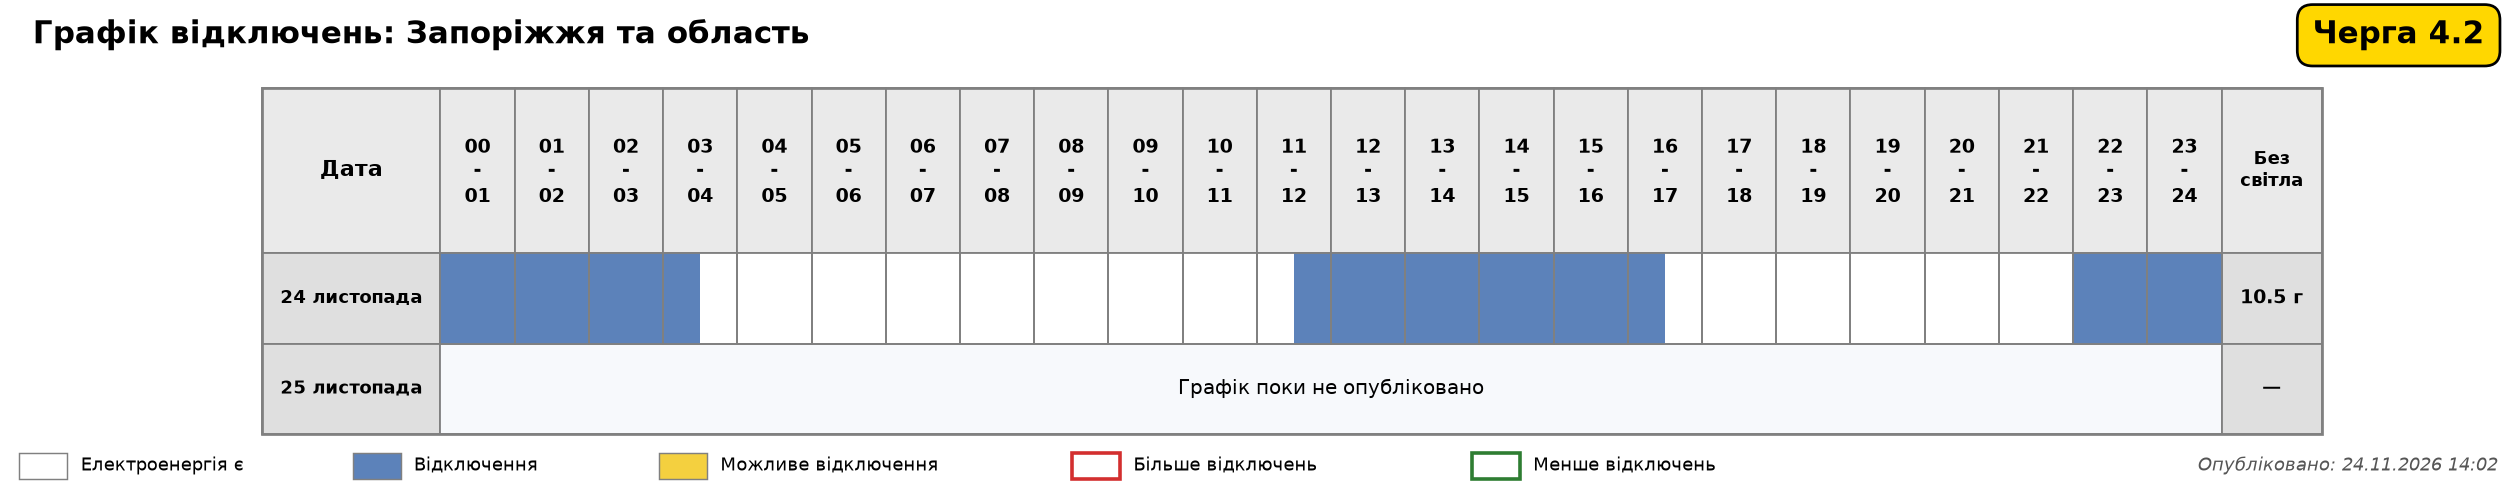 Графік відключень: Запоріжжя та область
Черга 4.2
Дата
00 - 01
01 - 02
02 - 03
03 - 04
04 - 05
05 - 06
06 - 07
07 - 08
08 - 09
09 - 10
10 - 11
11 - 12
12 - 13
13 - 14
14 - 15
15 - 16
16 - 17
17 - 18
18 - 19
19 - 20
20 - 21
21 - 22
22 - 23
23 - 24
Без
світла
24 листопада
10.5 г
25 листопада
Графік поки не опубліковано
—
Електроенергія є
Відключення
Можливе відключення
Більше відключень
Менше відключень
Опубліковано: 24.11.2026 14:02